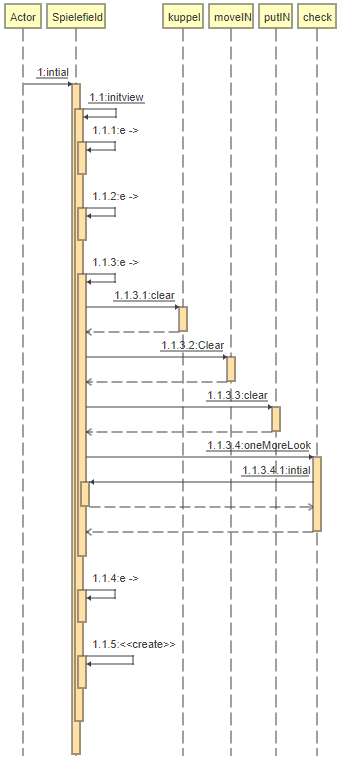 Actor Spielefield kuppel moveIN putIN check
1:intial
1.1:initview
1.1.1:e ->
1.1.2:e ->
1.1.3:e ->
1.1.3.1:clear
1.1.3.2:Clear
1.1.3.3:clear
1.1.3.4:oneMoreLook
1.1.3.4.1:intial
1.1.4:e ->
1.1.5:<<create>>